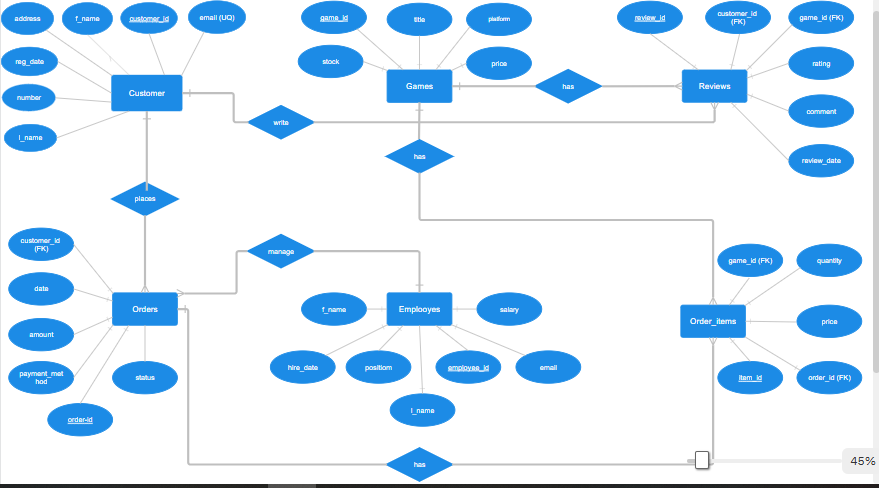 address
f_name
customer_id
email (UQ)
game_id
title
platform
review_id
customer_id
(FK)
game_id (FK)
reg_date
stock
price
rating
number
Customer
Games
has
Reviews
comment
write
l_name
has
review_date
places
customer_id
(FK)
manage
game_id (FK)
quantity
date
f_name
salary
Orders
Emplooyes
Order_items
price
amount
payment_met
hod
status
hire_date
positiom
employee_id
email
item_id
order_id (FK)
order-id
l_name
has
45%